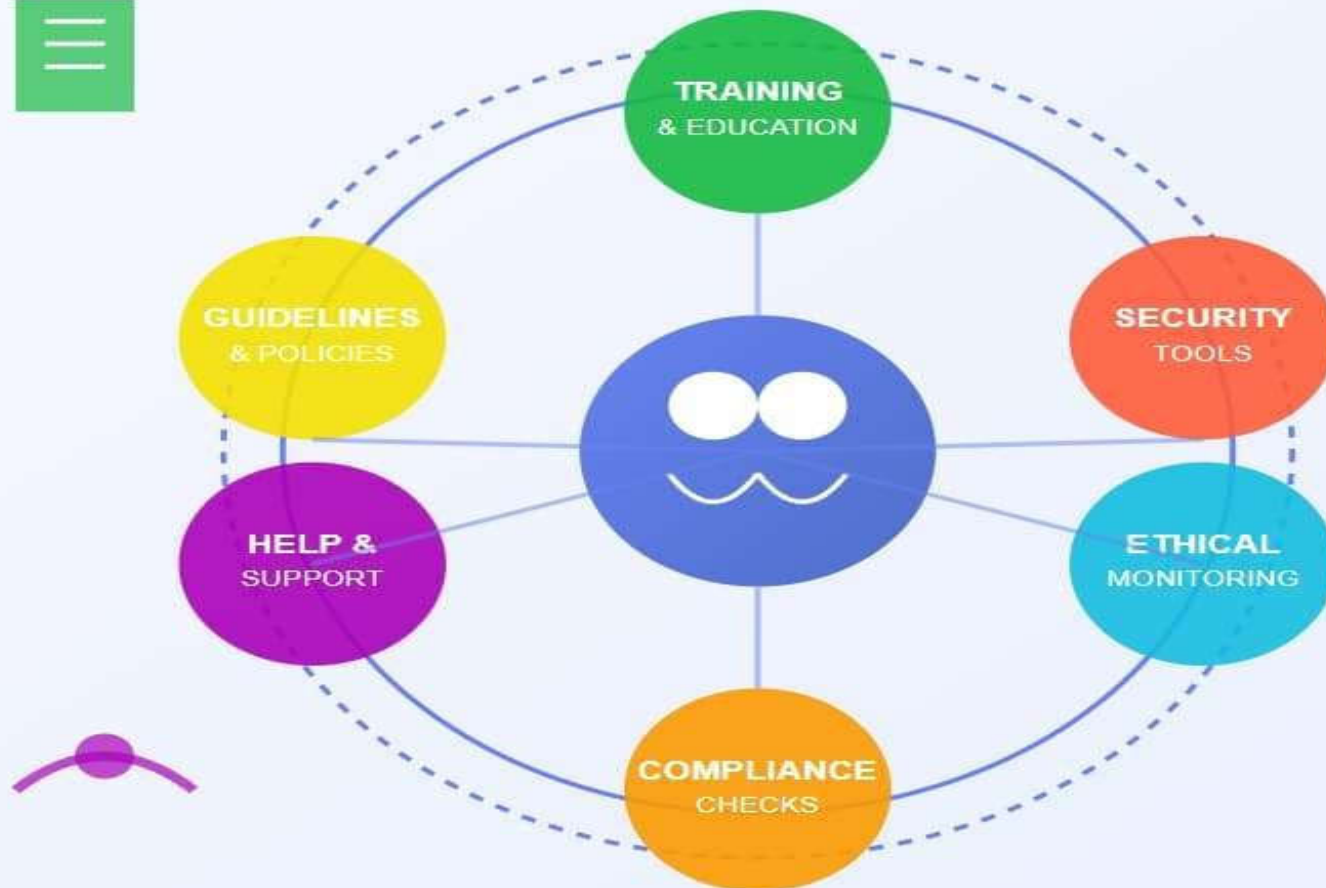 TRAINING
& EDUCATION
GUIDELINES
& POLICIES
SECURITY
TOOLS
HELP &
SUPPORT
ETHICAL
MONITORING
COMPLIANCE
CHECKS